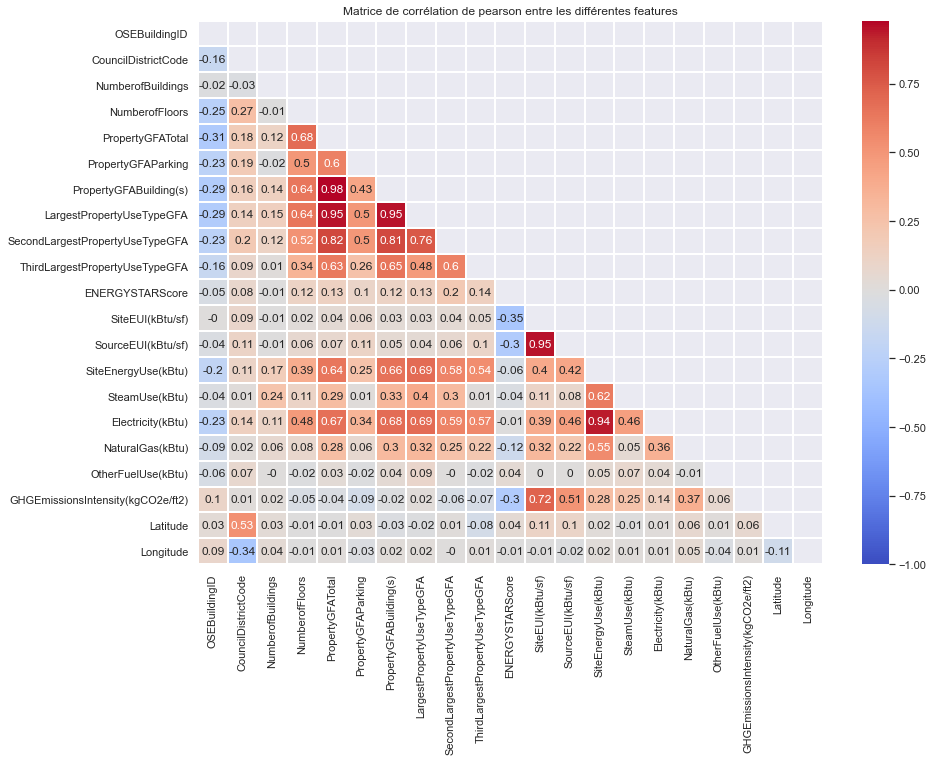 Matrice de corrélation de pearson entre les différentes features
OSEBuildingID
CouncilDistrictCode -0.16
NumberofBuildings -0.02 -0.03
NumberofFloors -0.25 0.27 -0.01
PropertyGFATotal -0.31 0.18 0.12 0.68
PropertyGFAParking -0.23 0.19 -0.02 0.5 0.6
PropertyGFABuilding(s) -0.29 0.16 0.14 0.64 0.98 0.43
LargestPropertyUseTypeGFA -0.29 0.14 0.15 0.64 0.95 0.5 0.95
SecondLargestPropertyUseTypeGFA -0.23 0.2 0.12 0.52 0.82 0.5 0.81 0.76
ThirdLargestPropertyUseTypeGFA -0.16 0.09 0.01 0.34 0.63 0.26 0.65 0.48 0.6
ENERGYSTARScore -0.05 0.08 -0.01 0.12 0.13 0.1 0.12 0.13 0.2 0.14
SiteEUI(kBtu/sf) -0 0.09 -0.01 0.02 0.04 0.06 0.03 0.03 0.04 0.05 -0.35
SourceEUI(kBtu/sf) -0.04 0.11 -0.01 0.06 0.07 0.11 0.05 0.04 0.06 0.1 -0.3 0.95
SiteEnergyUse(kBtu) -0.2 0.11 0.17 0.39 0.64 0.25 0.66 0.69 0.58 0.54 -0.06 0.4 0.42
SteamUse(kBtu) -0.04 0.01 0.24 0.11 0.29 0.01 0.33 0.4 0.3 0.01 -0.04 0.11 0.08 0.62
Electricity(kBtu) -0.23 0.14 0.11 0.48 0.67 0.34 0.68 0.69 0.59 0.57 -0.01 0.39 0.46 0.94 0.46
NaturalGas(kBtu) -0.09 0.02 0.06 0.08 0.28 0.06 0.3 0.32 0.25 0.22 -0.12 0.32 0.22 0.55 0.05 0.36
OtherFuelUse(kBtu) -0.06 0.07 -0 -0.02 0.03 -0.02 0.04 0.09 -0 -0.02 0.04 0 0 0.05 0.07 0.04 -0.01
GHGEmissionsIntensity(kgCO2e/ft2) 0.1 0.01 0.02 -0.05 -0.04 -0.09 -0.02 0.02 -0.06 -0.07 -0.3 0.72 0.51 0.28 0.25 0.14 0.37 0.06
Latitude 0.03 0.53 0.03 -0.01 -0.01 0.03 -0.03 -0.02 0.01 -0.08 0.04 0.11 0.1 0.02 -0.01 0.01 0.06 0.01 0.06
Longitude 0.09 -0.34 0.04 -0.01 0.01 -0.03 0.02 0.02 -0 0.01 -0.01 -0.01 -0.02 0.02 0.01 0.01 0.05 -0.04 0.01 -0.11
OSEBuildingID
CouncilDistrictCode
NumberofBuildings
NumberofFloors
PropertyGFATotal
PropertyGFAParking
PropertyGFABuilding(s)
LargestPropertyUseTypeGFA
SecondLargestPropertyUseTypeGFA
ThirdLargestPropertyUseTypeGFA
ENERGYSTARScore
SiteEUI(kBtu/sf)
SourceEUI(kBtu/sf)
SiteEnergyUse(kBtu)
SteamUse(kBtu)
Electricity(kBtu)
NaturalGas(kBtu)
OtherFuelUse(kBtu)
GHGEmissionsIntensity(kgCO2e/ft2)
Latitude
Longitude
0.75
0.50
0.25
0.00
-0.25
-0.50
-0.75
-1.00